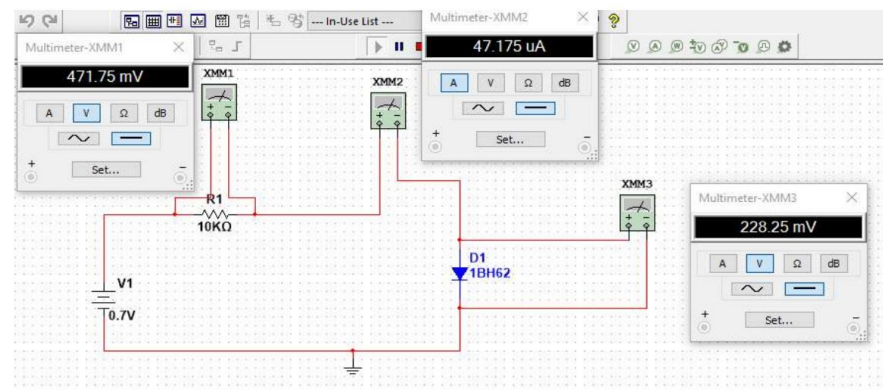 --- In-Use List ---
Multimeter-XMM1
471.75 mV
A V Ω dB
Set...
+ -
XMM1
+ -
XMM2
+ -
Multimeter-XMM2
47.175 uA
A V Ω dB
Set...
+ -
XMM3
+ -
Multimeter-XMM3
228.25 mV
A V Ω dB
Set...
+ -
R1
10KΩ
D1
1BH62
V1
0.7V